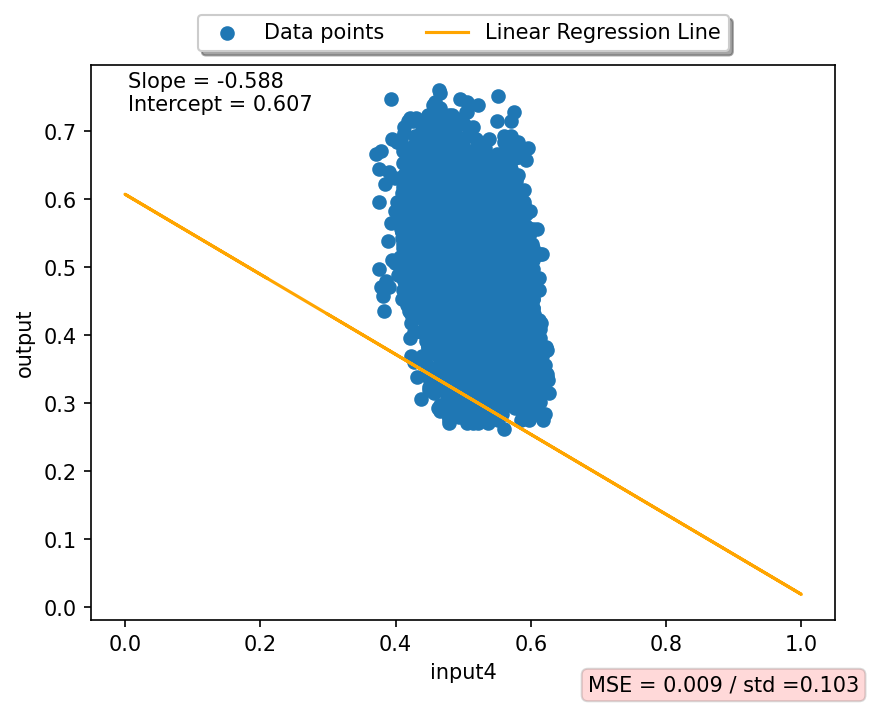 Data points
Linear Regression Line
Slope = -0.588
Intercept = 0.607
0.7
0.6
0.5
0.4
0.3
0.2
0.1
0.0
output
0.0 0.2 0.4 0.6 0.8 1.0
input4
MSE = 0.009 / std =0.103